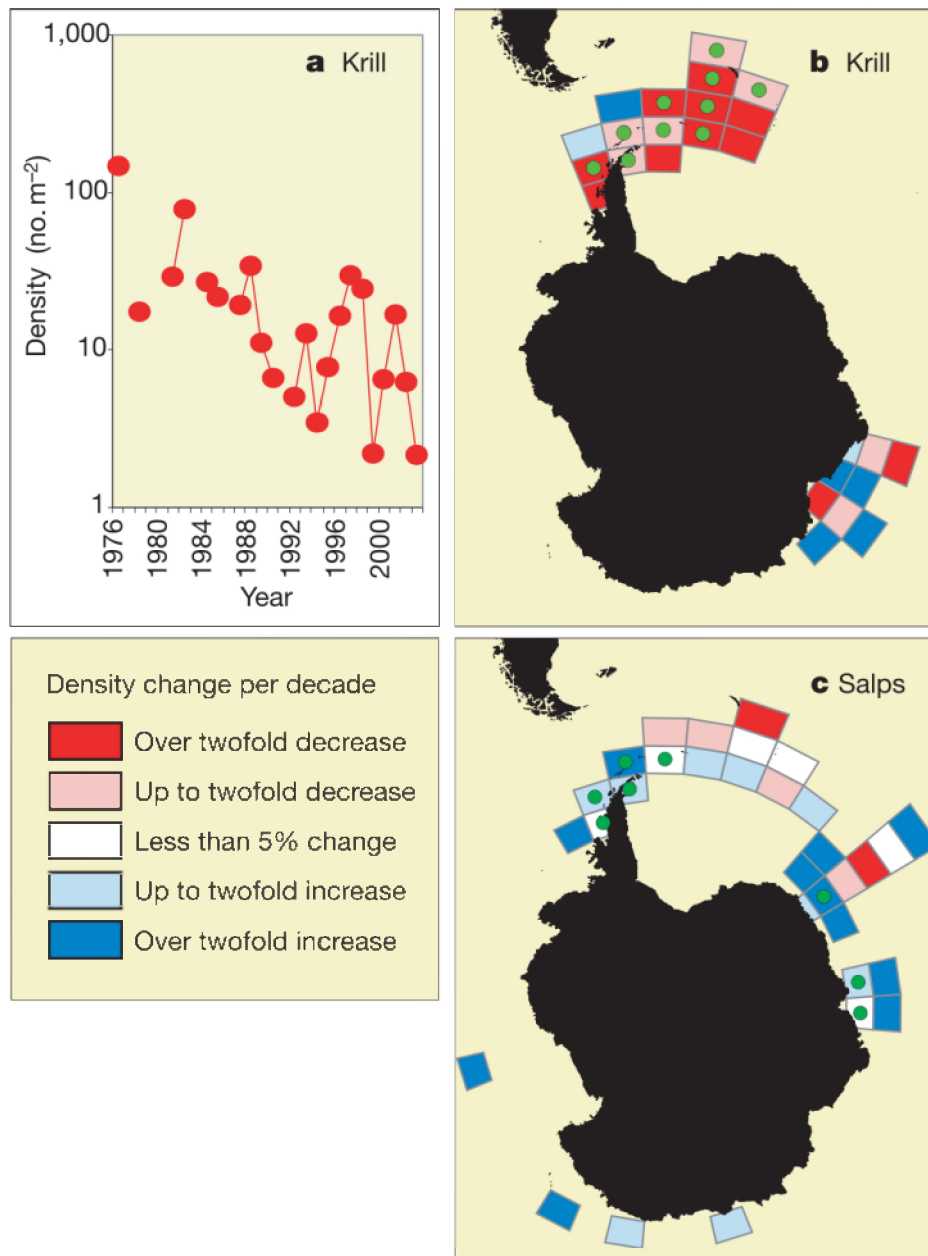 a Krill
1,000
100
10
1
Density (no. m⁻²)
1976
1980
1984
1988
1992
1996
2000
Year
b Krill
Density change per decade
Over twofold decrease
Up to twofold decrease
Less than 5% change
Up to twofold increase
Over twofold increase
c Salps